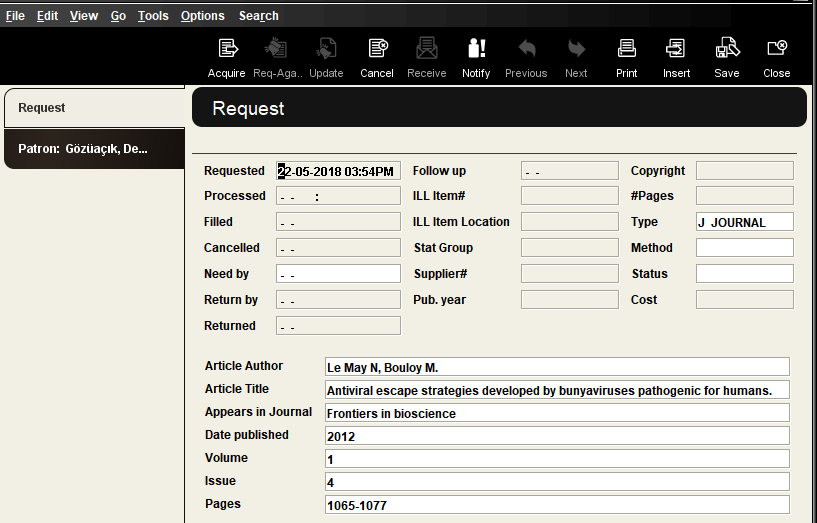 File Edit View Go Tools Options Search
Acquire Req-Aga.. Update Cancel Receive Notify Previous Next Print Insert Save Close
Request
Patron: Gözüaçık, De...
Request
Requested 22-05-2018 03:54PM Follow up - - Copyright
Processed - - : ILL Item# #Pages
Filled - - ILL Item Location Type J JOURNAL
Cancelled - - Stat Group Method
Need by - - Supplier# Status
Return by - - Pub. year Cost
Returned - -
Article Author Le May N, Bouloy M.
Article Title Antiviral escape strategies developed by bunyaviruses pathogenic for humans.
Appears in Journal Frontiers in bioscience
Date published 2012
Volume 1
Issue 4
Pages 1065-1077